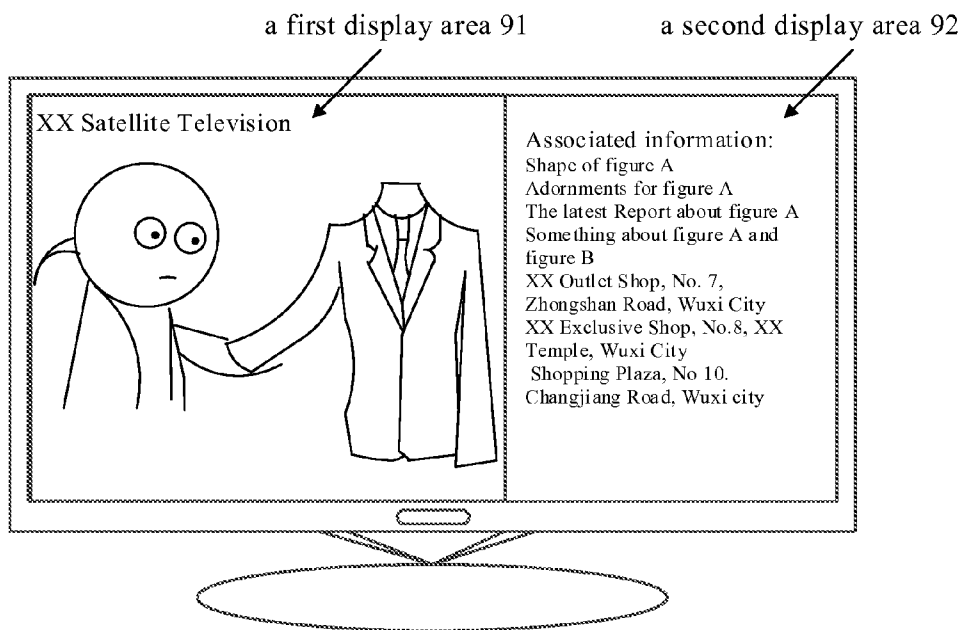 a first display area 91
a second display area 92
XX Satellite Television
Associated information:
Shape of figure A
Adornments for figure A
The latest Report about figure A
Something about figure A and
figure B
XX Outlet Shop, No. 7,
Zhongshan Road, Wuxi City
XX Exclusive Shop, No.8, XX
Temple, Wuxi City
Shopping Plaza, No 10.
Changjiang Road, Wuxi city